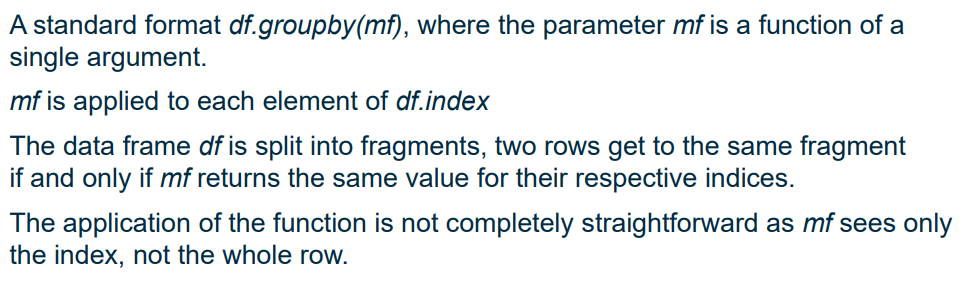 A standard format df.groupby(mf), where the parameter mf is a function of a
single argument.
mf is applied to each element of df.index
The data frame df is split into fragments, two rows get to the same fragment
if and only if mf returns the same value for their respective indices.
The application of the function is not completely straightforward as mf sees only
the index, not the whole row.